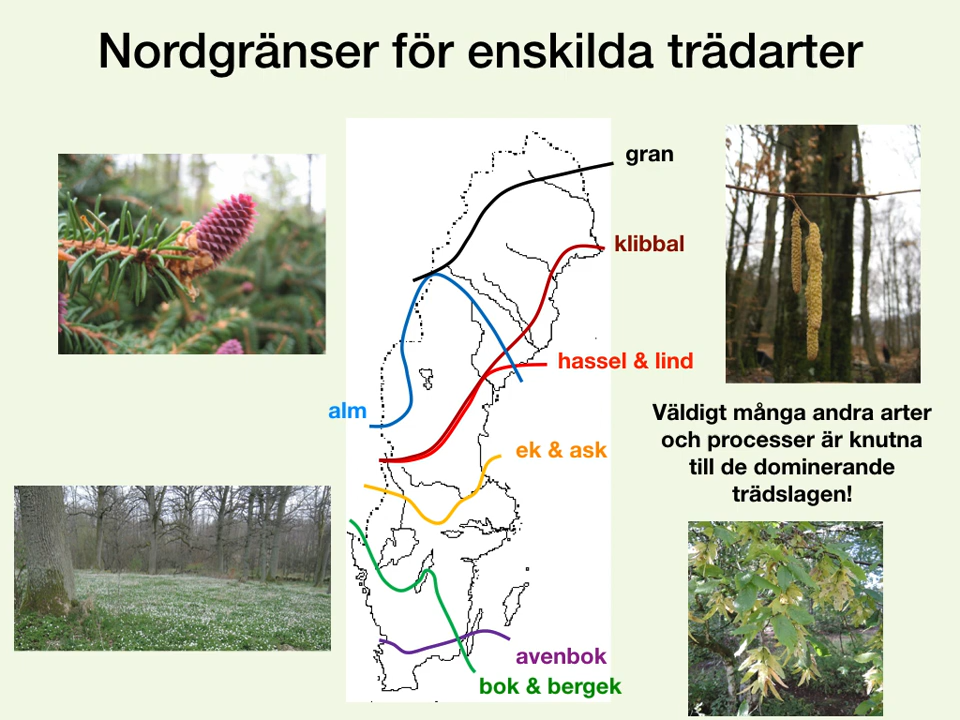 Nordgränser för enskilda trädarter
gran
klibbal
hassel & lind
alm
Väldigt många andra arter
och processer är knutna
till de dominerande
trädslagen!
ek & ask
avenbok
bok & bergek